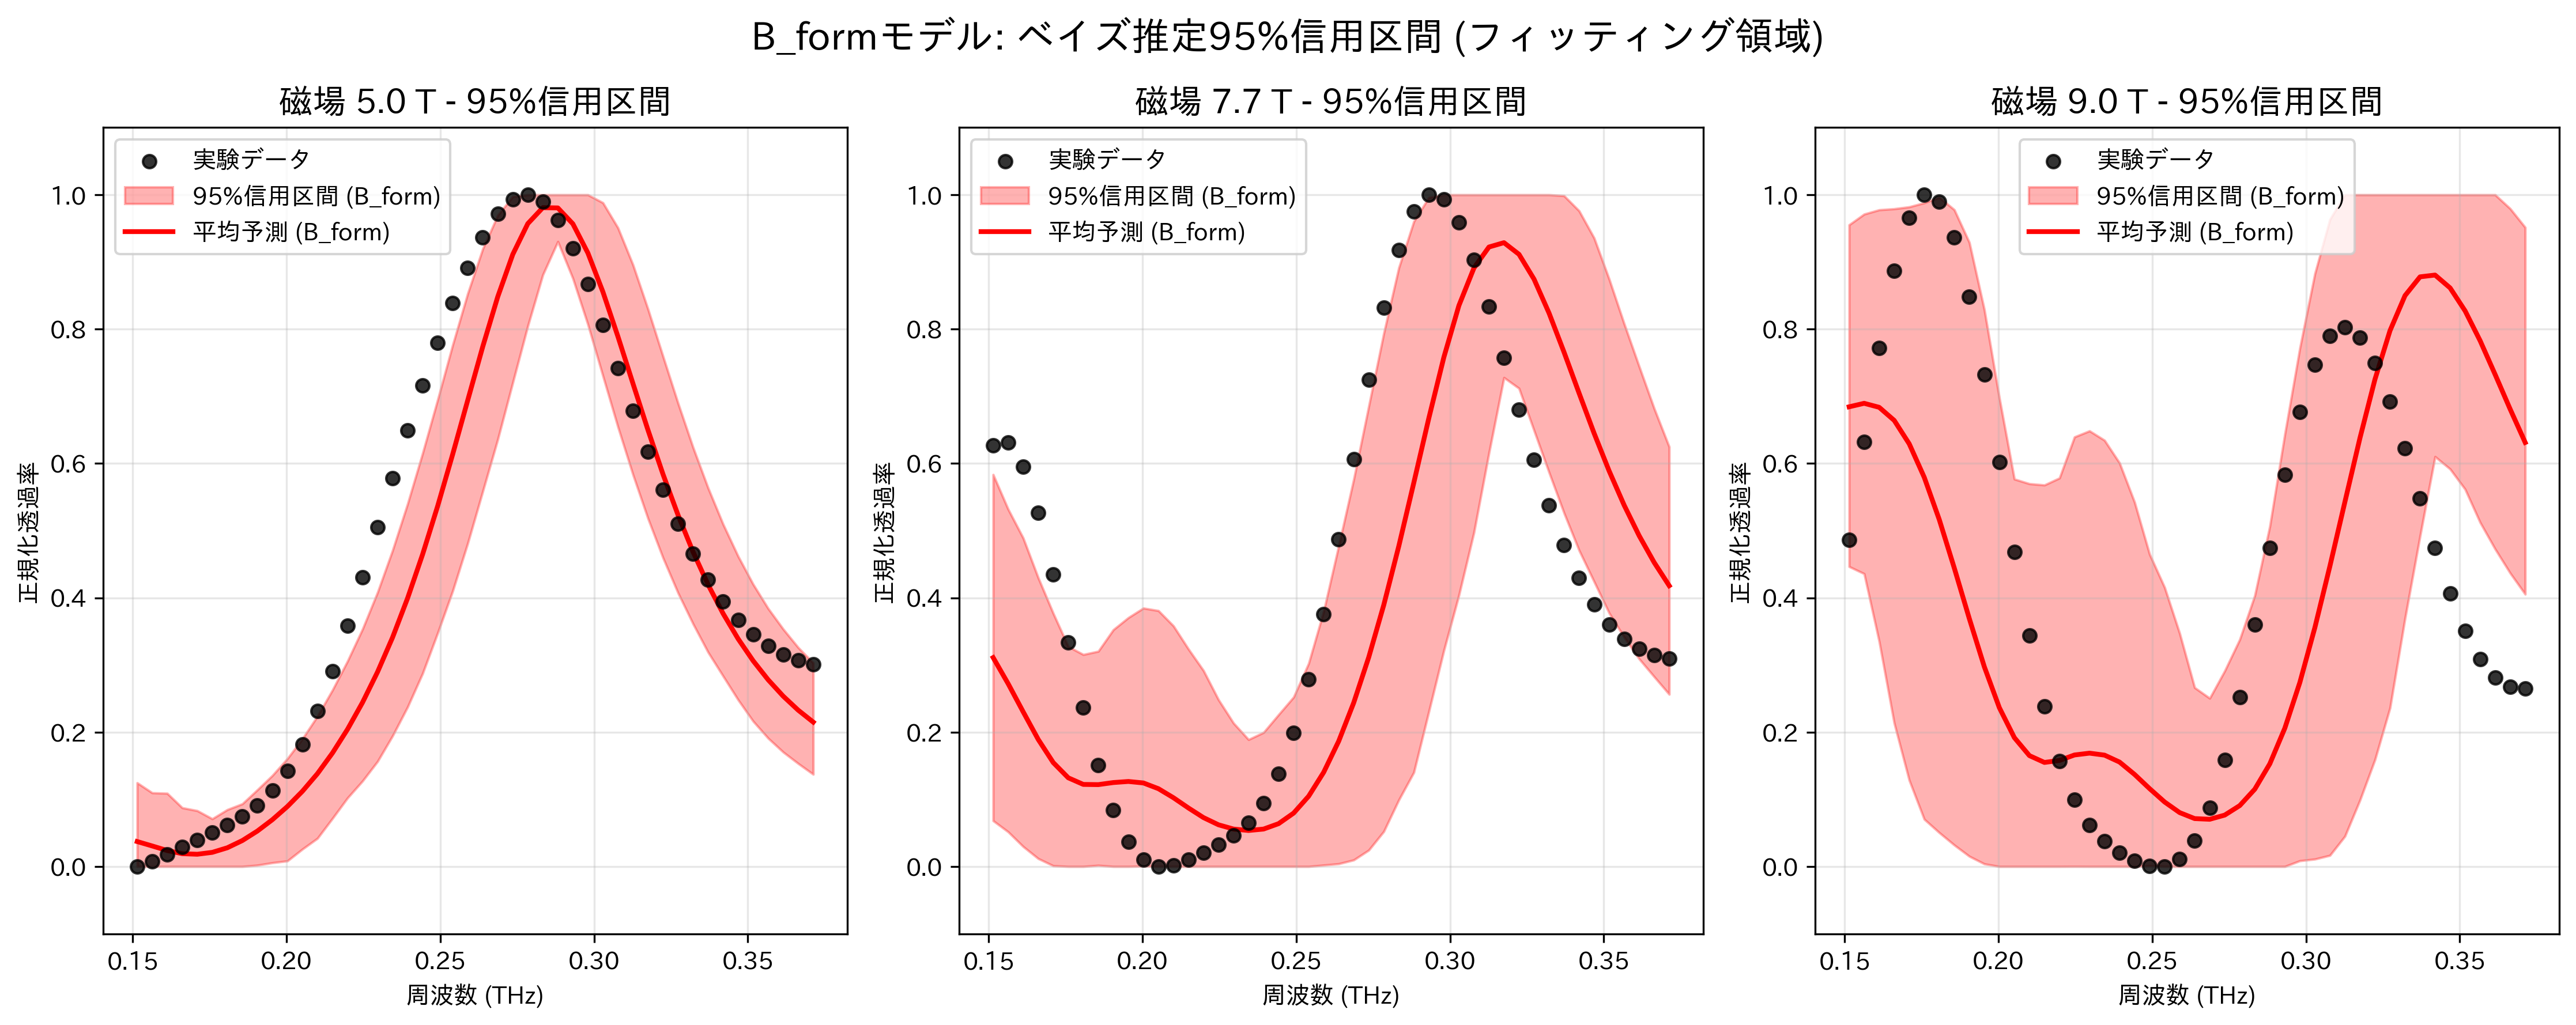 B_formモデル: ベイズ推定95%信用区間 (フィッティング領域)
磁場 5.0 T - 95%信用区間
実験データ
95%信用区間 (B_form)
平均予測 (B_form)
正規化透過率
1.0
0.8
0.6
0.4
0.2
0.0
0.15 0.20 0.25 0.30 0.35
周波数 (THz)
磁場 7.7 T - 95%信用区間
実験データ
95%信用区間 (B_form)
平均予測 (B_form)
正規化透過率
1.0
0.8
0.6
0.4
0.2
0.0
0.15 0.20 0.25 0.30 0.35
周波数 (THz)
磁場 9.0 T - 95%信用区間
実験データ
95%信用区間 (B_form)
平均予測 (B_form)
正規化透過率
1.0
0.8
0.6
0.4
0.2
0.0
0.15 0.20 0.25 0.30 0.35
周波数 (THz)